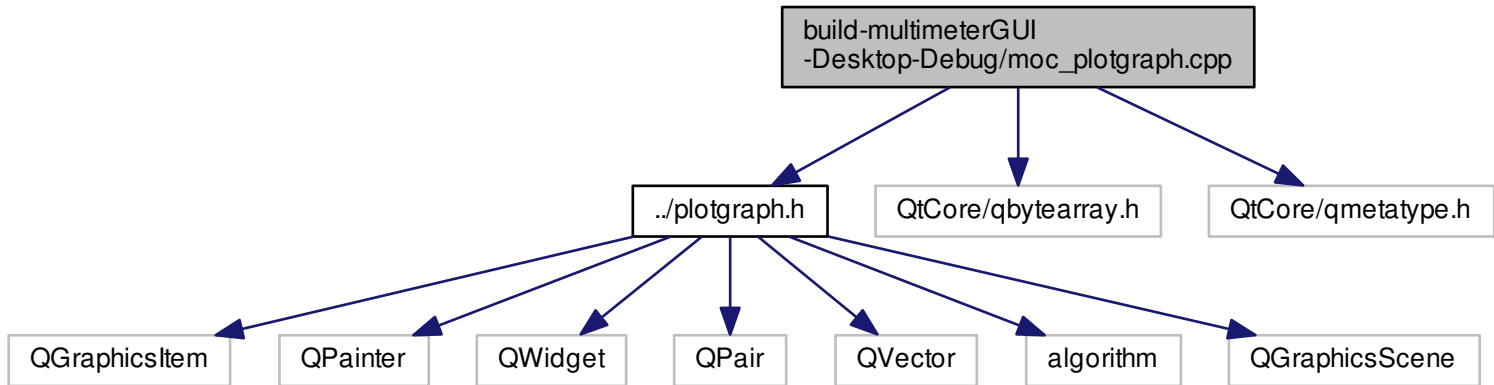 build-multimeterGUI
-Desktop-Debug/moc_plotgraph.cpp
../plotgraph.h
QtCore/qbytearray.h
QtCore/qmetatype.h
QGraphicsItem
QPainter
QWidget
QPair
QVector
algorithm
QGraphicsScene